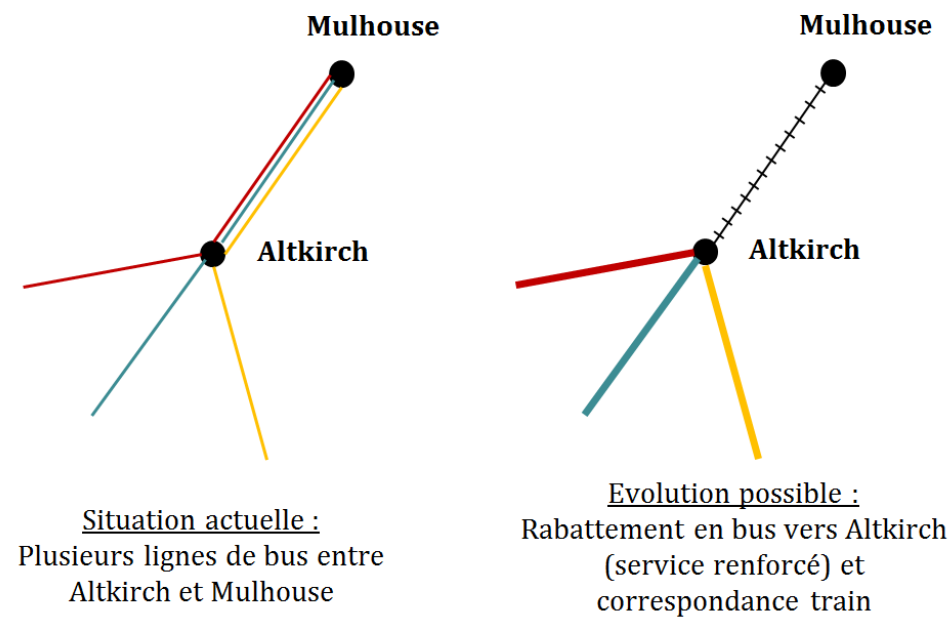 Mulhouse
Altkirch
Situation actuelle :
Plusieurs lignes de bus entre
Altkirch et Mulhouse
Mulhouse
Altkirch
Evolution possible :
Rabattement en bus vers Altkirch
(service renforcé) et
correspondance train